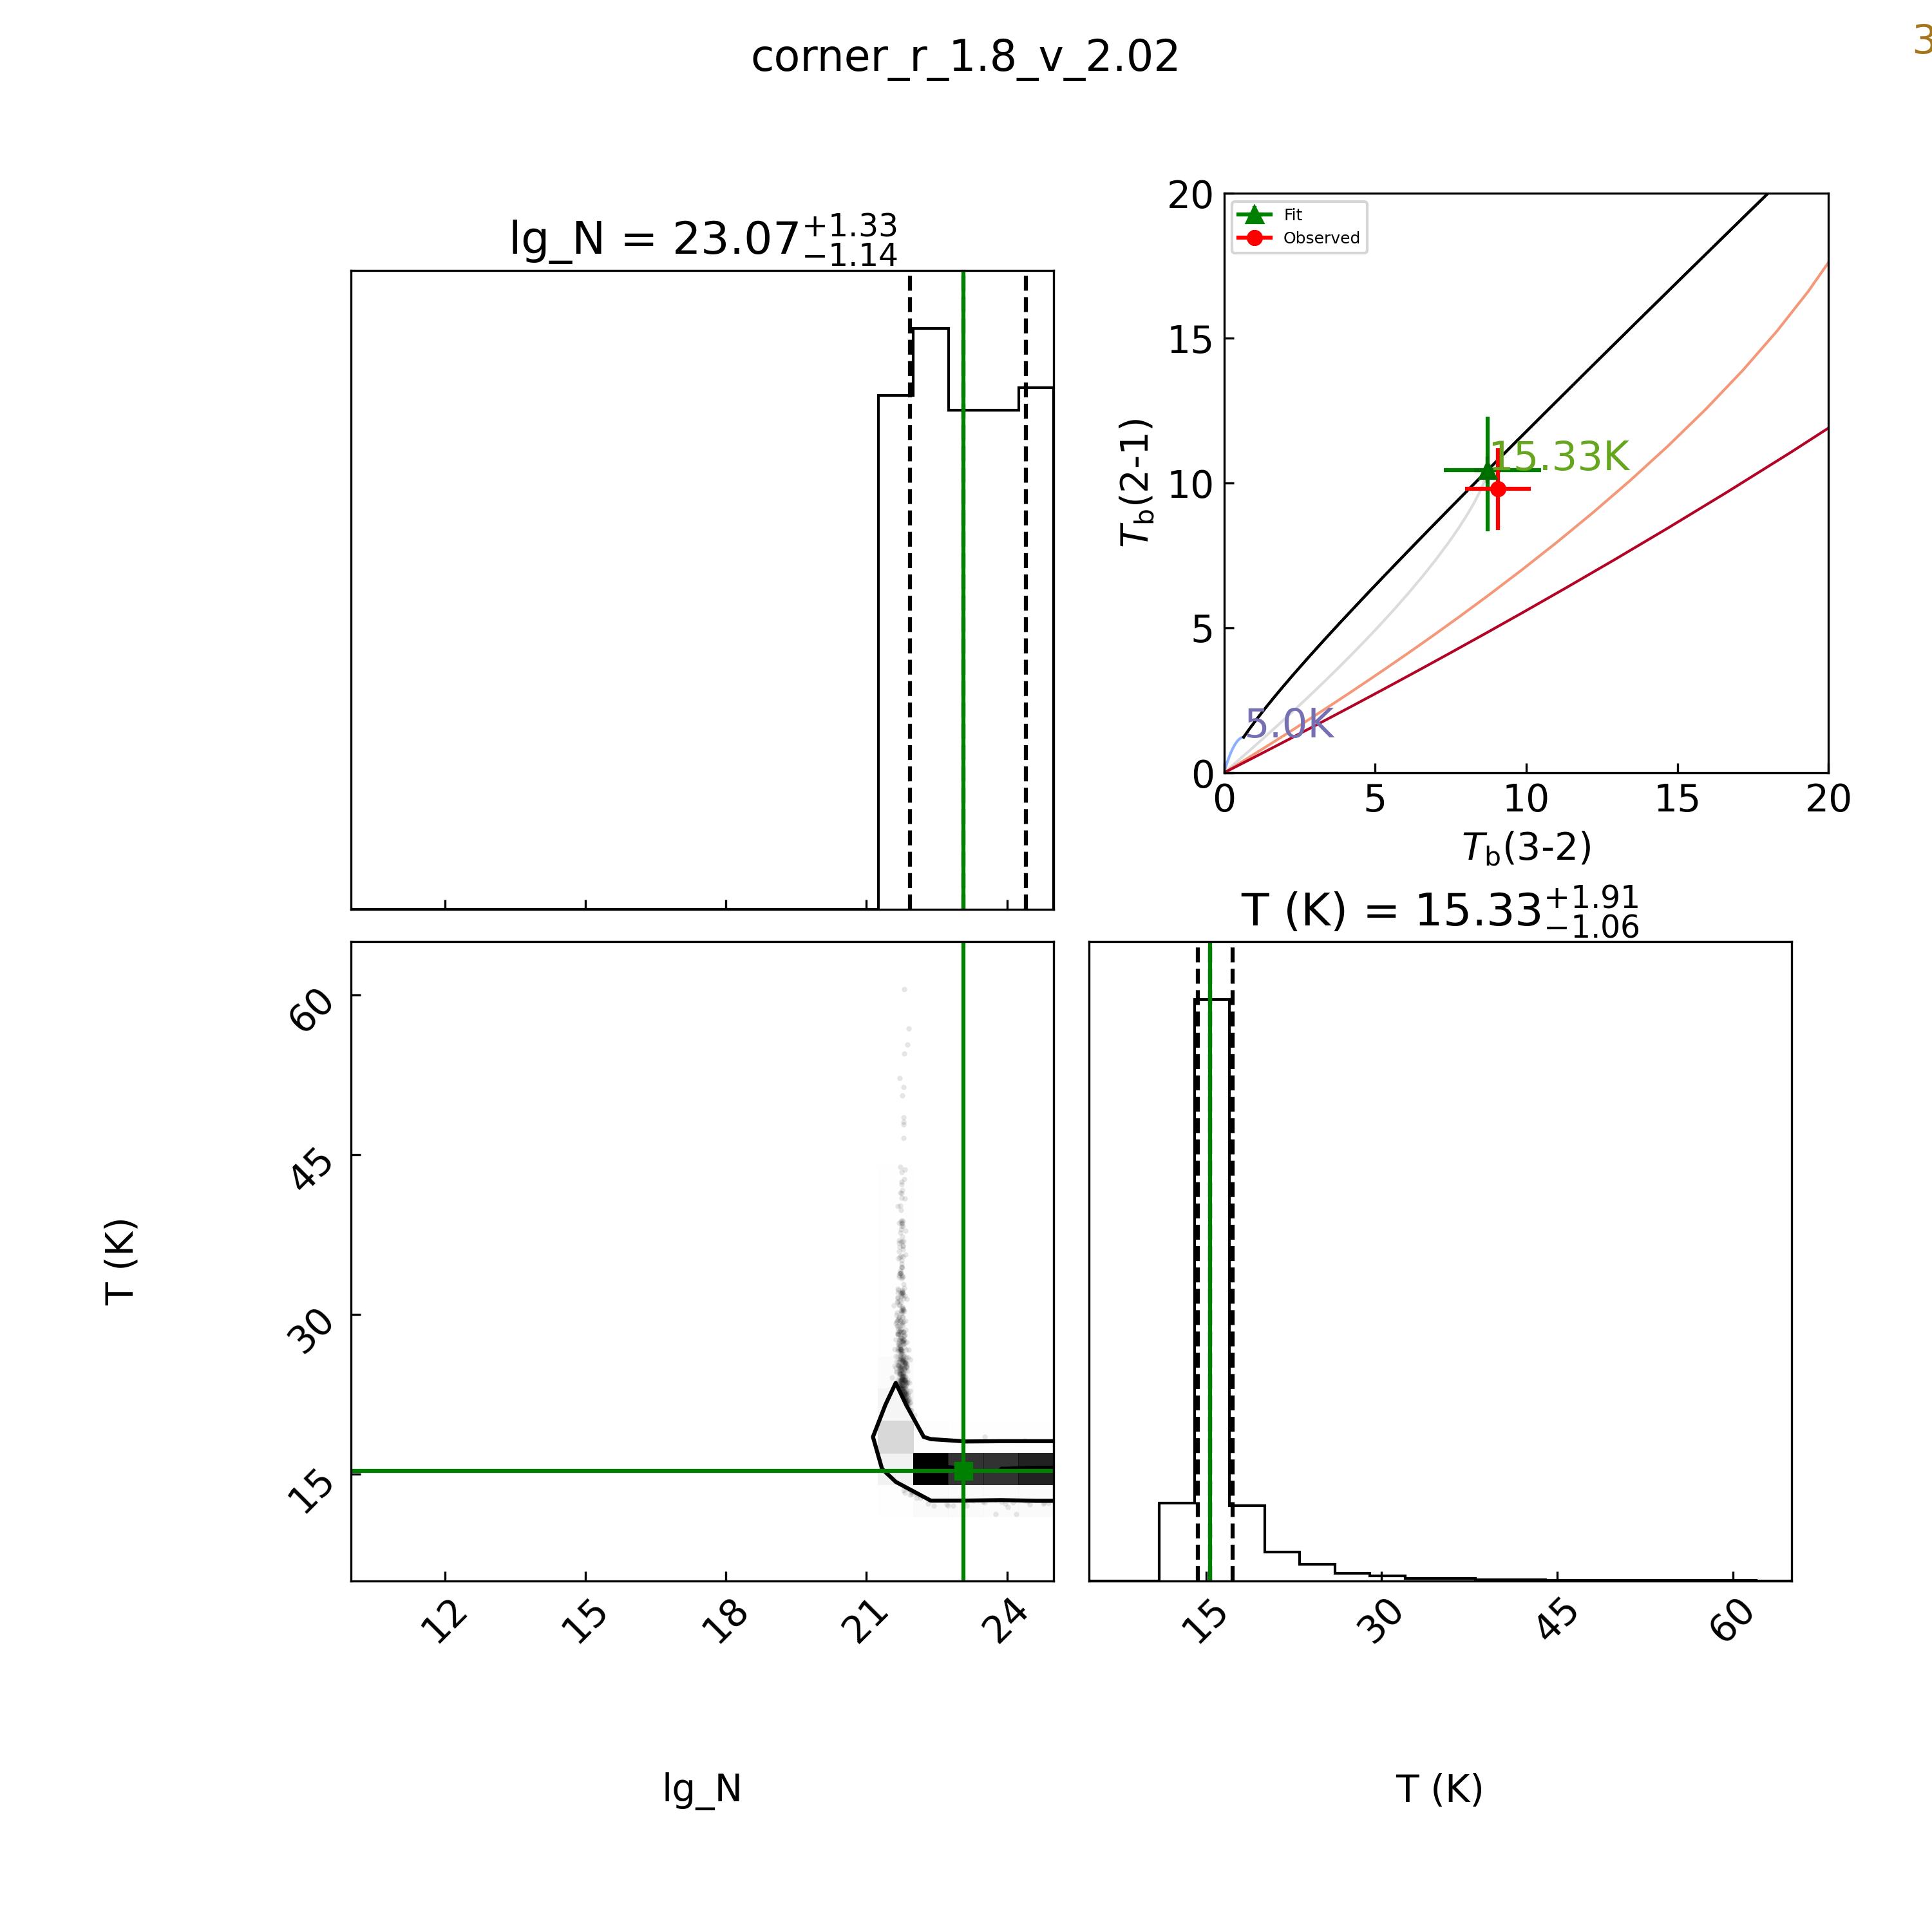 corner_r_1.8_v_2.02
3
lg_N = 23.07 +1.33 −1.14
20
15
10
5
0
T_b(2-1)
Fit
Observed
15.33K
5.0K
0 5 10 15 20
T_b(3-2)
T (K) = 15.33 +1.91 −1.06
60
45
30
15
T (K)
12 15 18 21 24
lg_N
15 30 45 60
T (K)